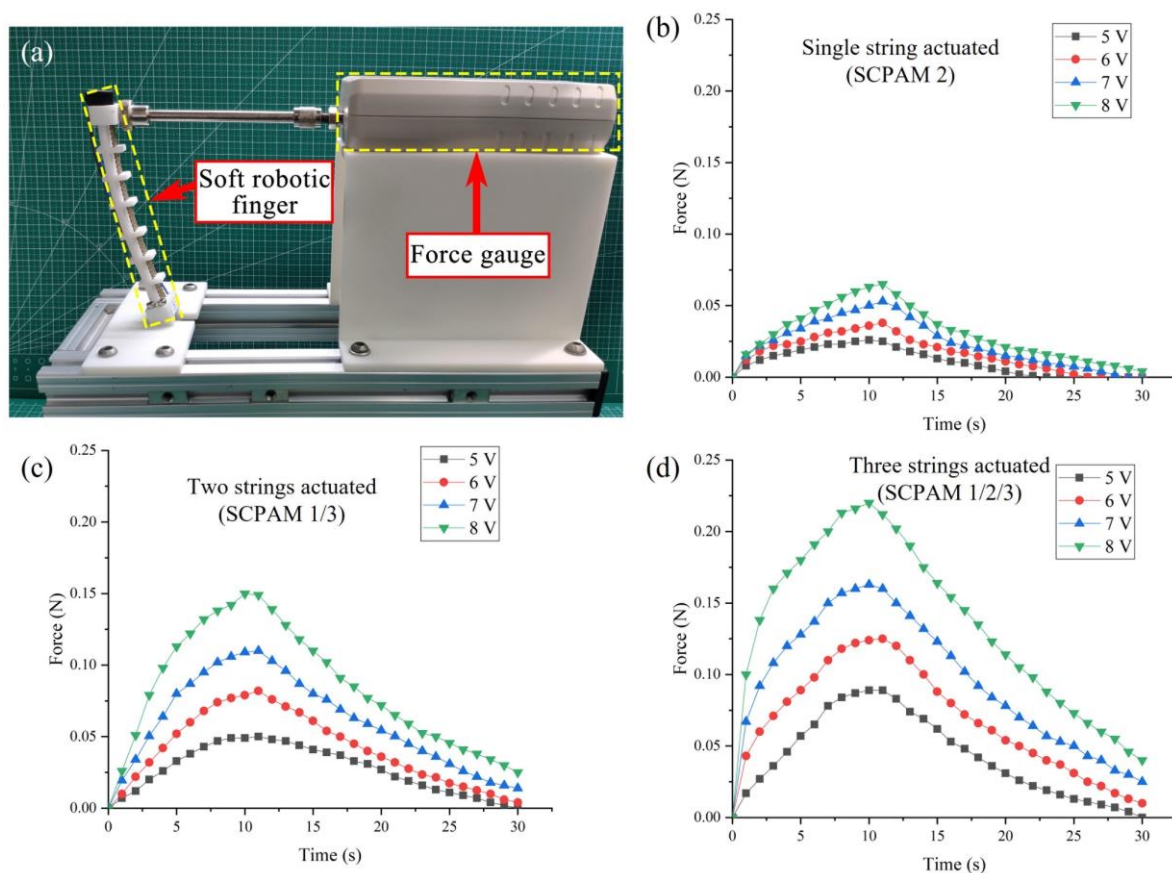 (a)
Soft robotic
finger
Force gauge
(b)
Single string actuated
(SCPAM 2)
5 V
6 V
7 V
8 V
Force (N)
0.25
0.20
0.15
0.10
0.05
0.00
0 5 10 15 20 25 30
Time (s)
(c)
Two strings actuated
(SCPAM 1/3)
5 V
6 V
7 V
8 V
Force (N)
0.25
0.20
0.15
0.10
0.05
0.00
0 5 10 15 20 25 30
Time (s)
(d)
Three strings actuated
(SCPAM 1/2/3)
5 V
6 V
7 V
8 V
Force (N)
0.25
0.20
0.15
0.10
0.05
0.00
0 5 10 15 20 25 30
Time (s)